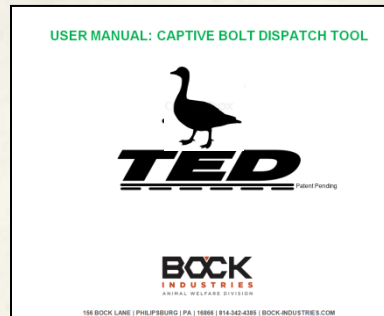 USER MANUAL: CAPTIVE BOLT DISPATCH TOOL
TED
Patent Pending
BOCK
INDUSTRIES
ANIMAL WELFARE DIVISION
156 BOCK LANE | PHILIPSBURG | PA | 16866 | 814-342-4385 | BOCK-INDUSTRIES.COM